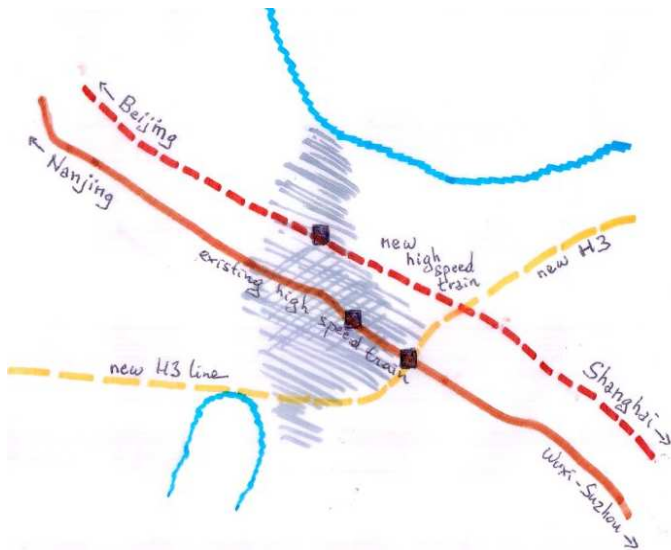 ← Beijing
← Nanjing
new
high
speed
train
new H3
existing high speed train
new H3 line
Shanghai →
Wuxi-Suzhou →